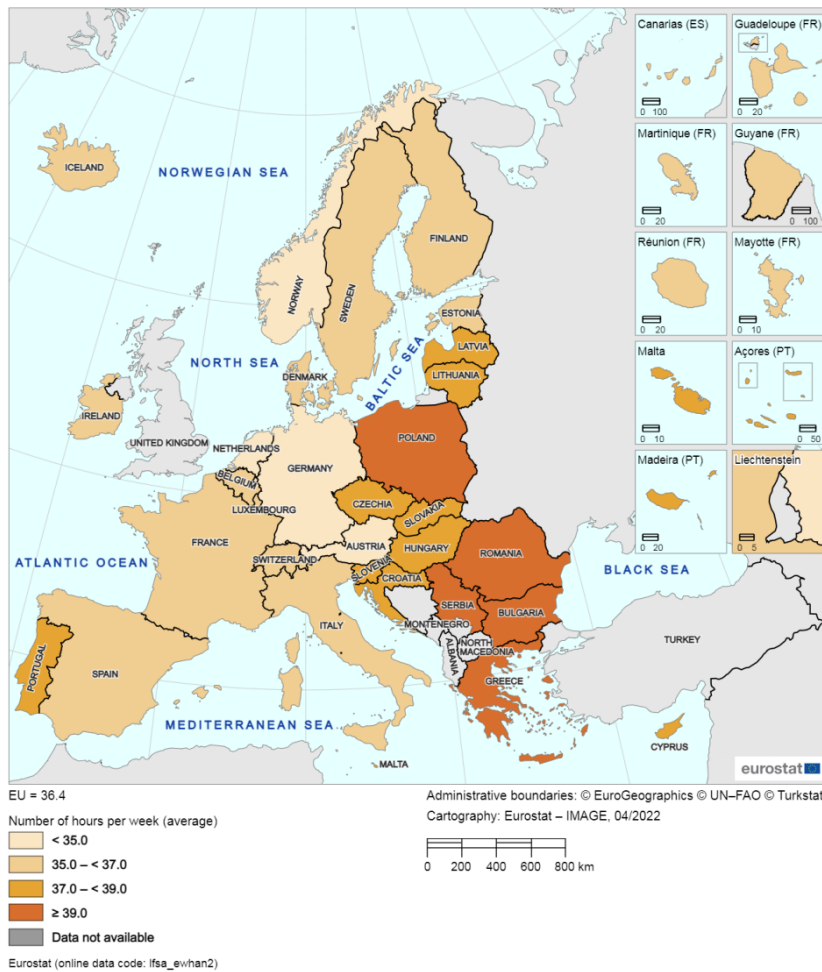 Canarias (ES)
0 100
Guadeloupe (FR)
0 20
Martinique (FR)
0 20
Guyane (FR)
0 100
Réunion (FR)
0 20
Mayotte (FR)
0 10
Malta
0 10
Açores (PT)
0 50
Madeira (PT)
0 20
Liechtenstein
0 5
ICELAND
NORWEGIAN SEA
FINLAND
NORWAY
SWEDEN
ESTONIA
LATVIA
LITHUANIA
BALTIC SEA
NORTH SEA
DENMARK
IRELAND
UNITED KINGDOM
NETHERLANDS
BELGIUM
GERMANY
POLAND
LUXEMBOURG
CZECHIA
SLOVAKIA
FRANCE
AUSTRIA
HUNGARY
SWITZERLAND
SLOVENIA
CROATIA
ROMANIA
ATLANTIC OCEAN
BLACK SEA
SERBIA
BULGARIA
MONTENEGRO
ITALY
NORTH
MACEDONIA
ALBANIA
TURKEY
PORTUGAL
SPAIN
GREECE
MEDITERRANEAN SEA
MALTA
CYPRUS
eurostat
EU = 36.4
Administrative boundaries: © EuroGeographics © UN–FAO © Turkstat
Cartography: Eurostat – IMAGE, 04/2022
Number of hours per week (average)
< 35.0
35.0 – < 37.0
37.0 – < 39.0
≥ 39.0
Data not available
0 200 400 600 800 km
Eurostat (online data code: lfsa_ewhan2)